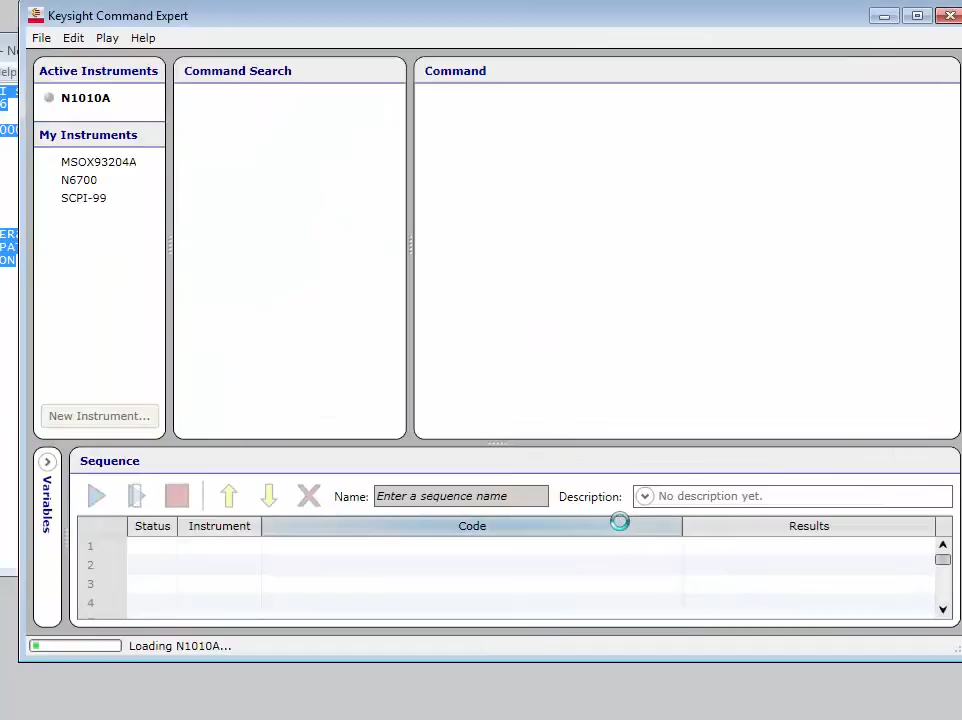 Keysight Command Expert
File Edit Play Help
Active Instruments
N1010A
My Instruments
MSOX93204A
N6700
SCPI-99
New Instrument...
Command Search
Command
Variables
Sequence
Name: Enter a sequence name Description: No description yet.
Status Instrument Code Results
1
2
3
4
Loading N1010A...